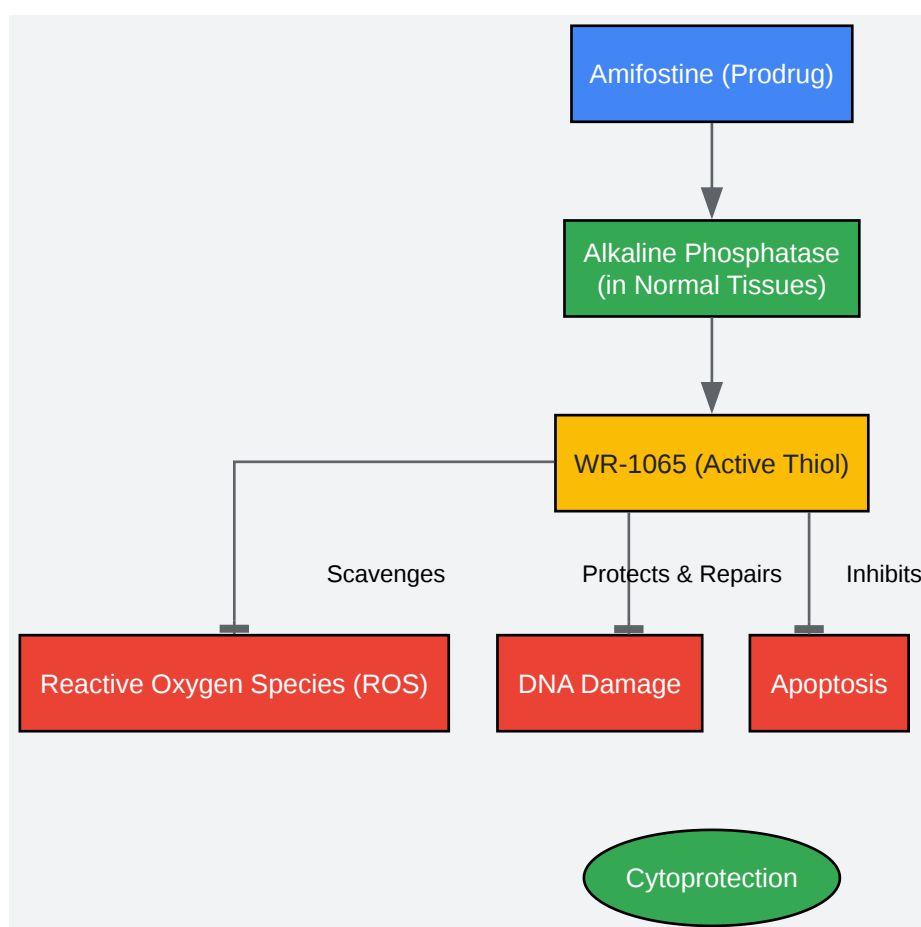 Amifostine (Prodrug)
Alkaline Phosphatase
(in Normal Tissues)
WR-1065 (Active Thiol)
Scavenges
Protects & Repairs
Inhibits
Reactive Oxygen Species (ROS)
DNA Damage
Apoptosis
Cytoprotection